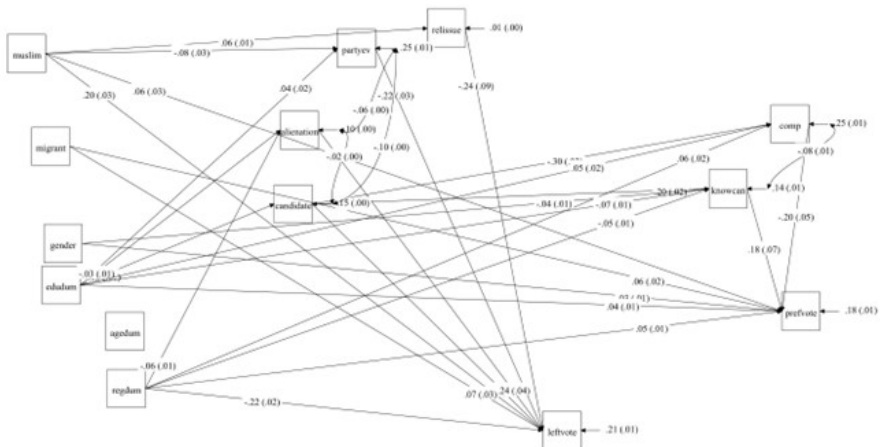 relissue
.01 (.00)
muslim
.06 (.01)
-.08 (.03)
partyev
.25 (.01)
.20 (.03)
.04 (.02)
.06 (.03)
-.22 (.03)
-.24 (.09)
-.06 (.00)
alienation
.10 (.00)
comp
.25 (.01)
migrant
-.02 (.00)
-.10 (.00)
-.30
.05 (.02)
.06 (.02)
-.08 (.01)
candidate
.15 (.00)
.20 (.02)
knowcan
.14 (.01)
-.04 (.01)
-.07 (.01)
-.05 (.01)
-.20 (.05)
gender
.18 (.07)
-.03 (.01)
edudum
.06 (.02)
.04 (.01)
agedum
prefvote
.18 (.01)
.05 (.01)
-.06 (.01)
regdum
.07 (.03)
.24 (.04)
-.22 (.02)
leftvote
.21 (.01)